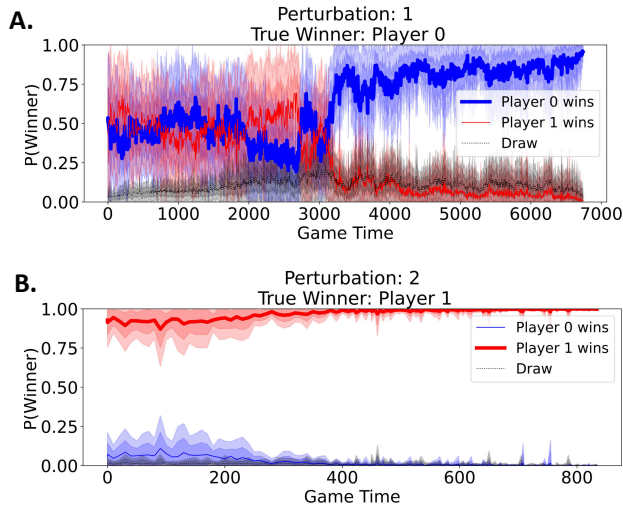 A.
Perturbation: 1
True Winner: Player 0
P(Winner)
1.00
0.75
0.50
0.25
0.00
Player 0 wins
Player 1 wins
Draw
0 1000 2000 3000 4000 5000 6000 7000
Game Time
B.
Perturbation: 2
True Winner: Player 1
P(Winner)
1.00
0.75
0.50
0.25
0.00
Player 0 wins
Player 1 wins
Draw
0 200 400 600 800
Game Time